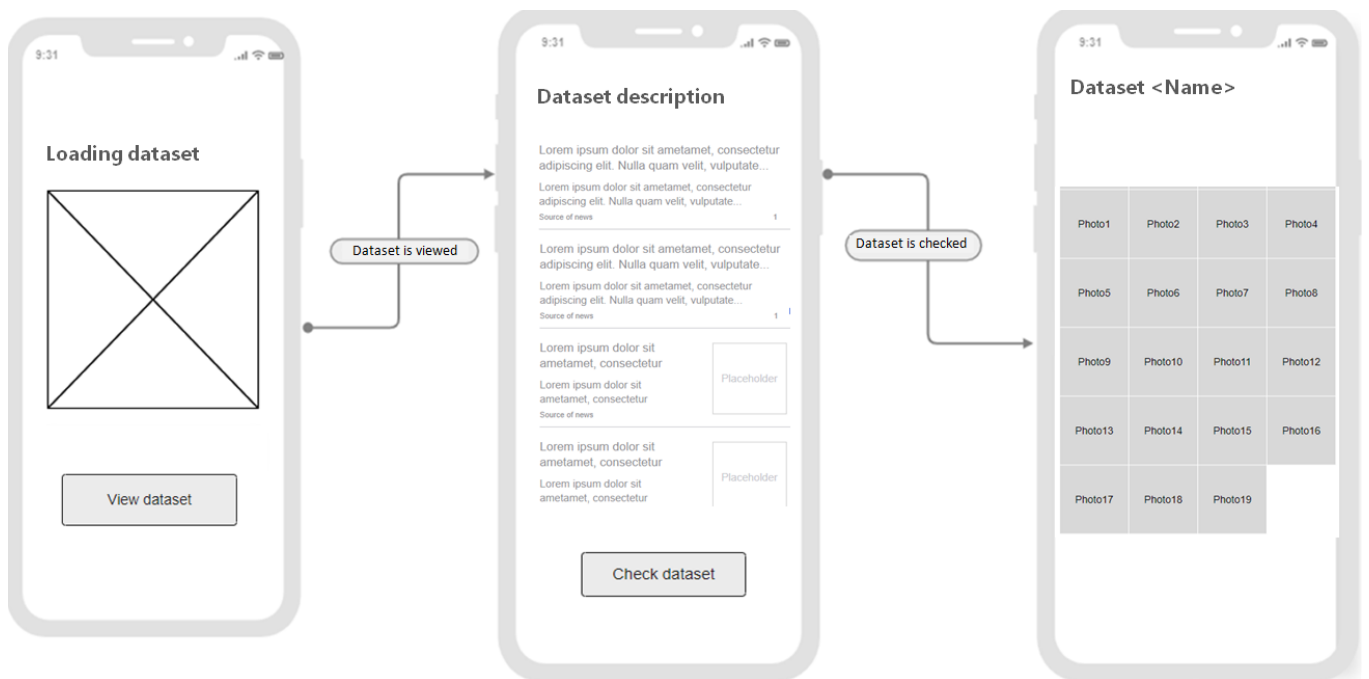 9:31
Loading dataset
View dataset
Dataset is viewed
9:31
Dataset description
Lorem ipsum dolor sit ametamet, consectetur
adipiscing elit. Nulla quam velit, vulputate...
Lorem ipsum dolor sit ametamet, consectetur
adipiscing elit. Nulla quam velit, vulputate...
Source of news 1
Lorem ipsum dolor sit ametamet, consectetur
adipiscing elit. Nulla quam velit, vulputate...
Lorem ipsum dolor sit ametamet, consectetur
adipiscing elit. Nulla quam velit, vulputate...
Source of news 1
Lorem ipsum dolor sit
ametamet, consectetur
Lorem ipsum dolor sit
ametamet, consectetur
Source of news
Placeholder
Lorem ipsum dolor sit
ametamet, consectetur
Lorem ipsum dolor sit
ametamet, consectetur
Placeholder
Check dataset
Dataset is checked
9:31
Dataset <Name>
Photo1 Photo2 Photo3 Photo4
Photo5 Photo6 Photo7 Photo8
Photo9 Photo10 Photo11 Photo12
Photo13 Photo14 Photo15 Photo16
Photo17 Photo18 Photo19